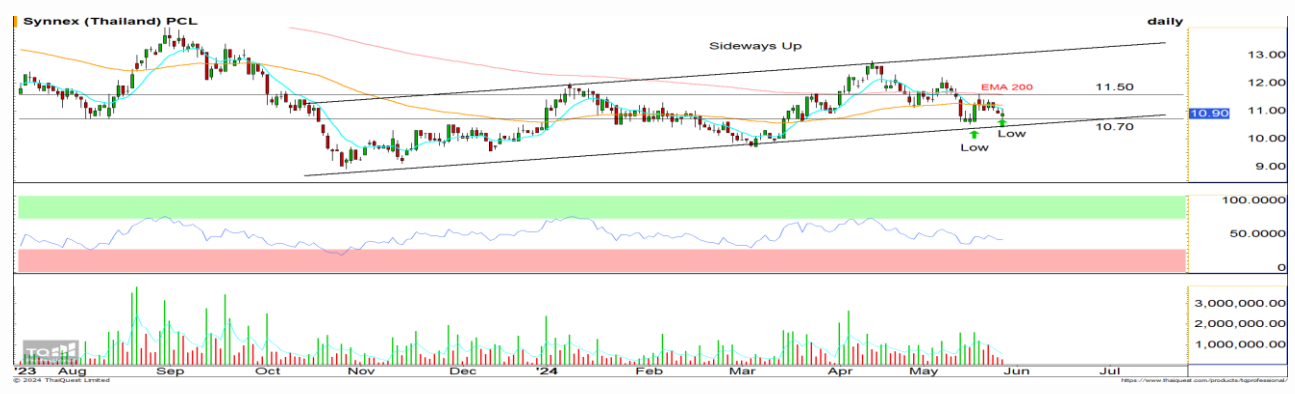 Synnex (Thailand) PCL
daily
Sideways Up
13.00
12.00
EMA 200
11.50
11.00
10.90
10.70
Low
Low
10.00
9.00
100.0000
50.0000
0
3,000,000.00
2,000,000.00
1,000,000.00
'23 Aug Sep Oct Nov Dec '24 Feb Mar Apr May Jun Jul
© 2024 ThaiQuest Limited
https://www.thaiquest.com/products/tqprofessional/